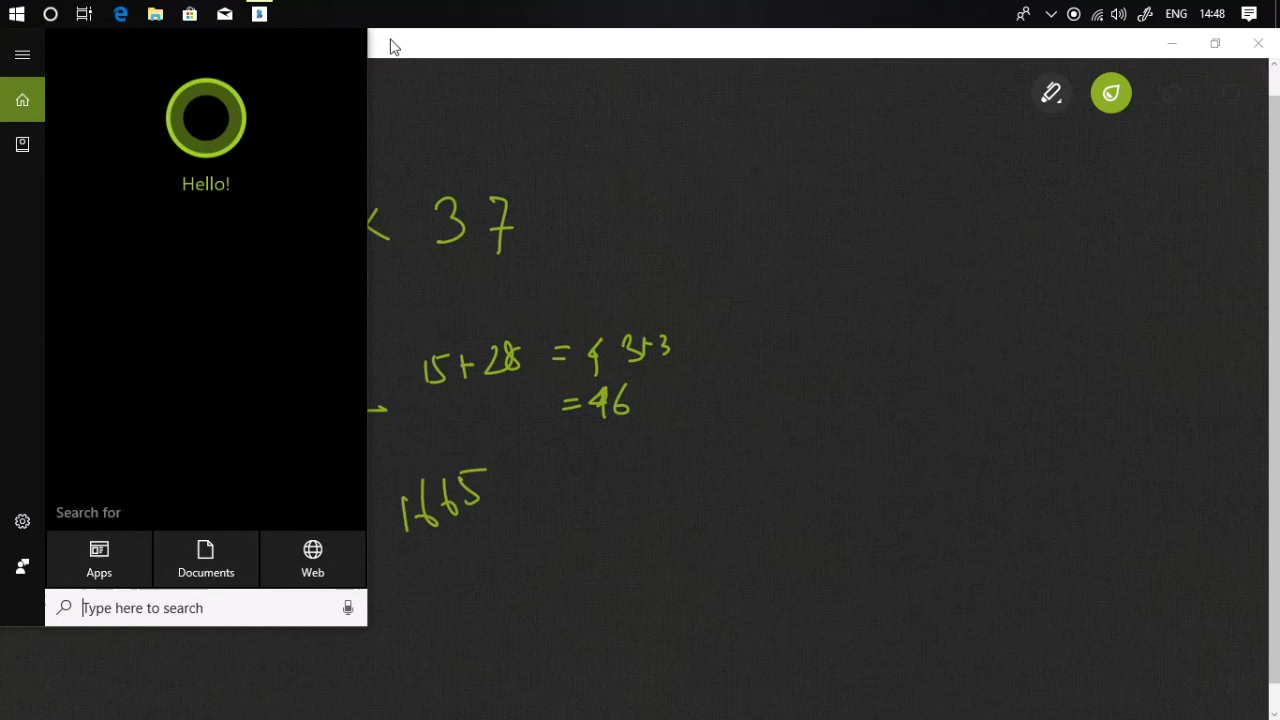 ENG 14:48
Hello!
× 37
15+28 = 43+3
= 46
1665
Search for
Apps Documents Web
Type here to search